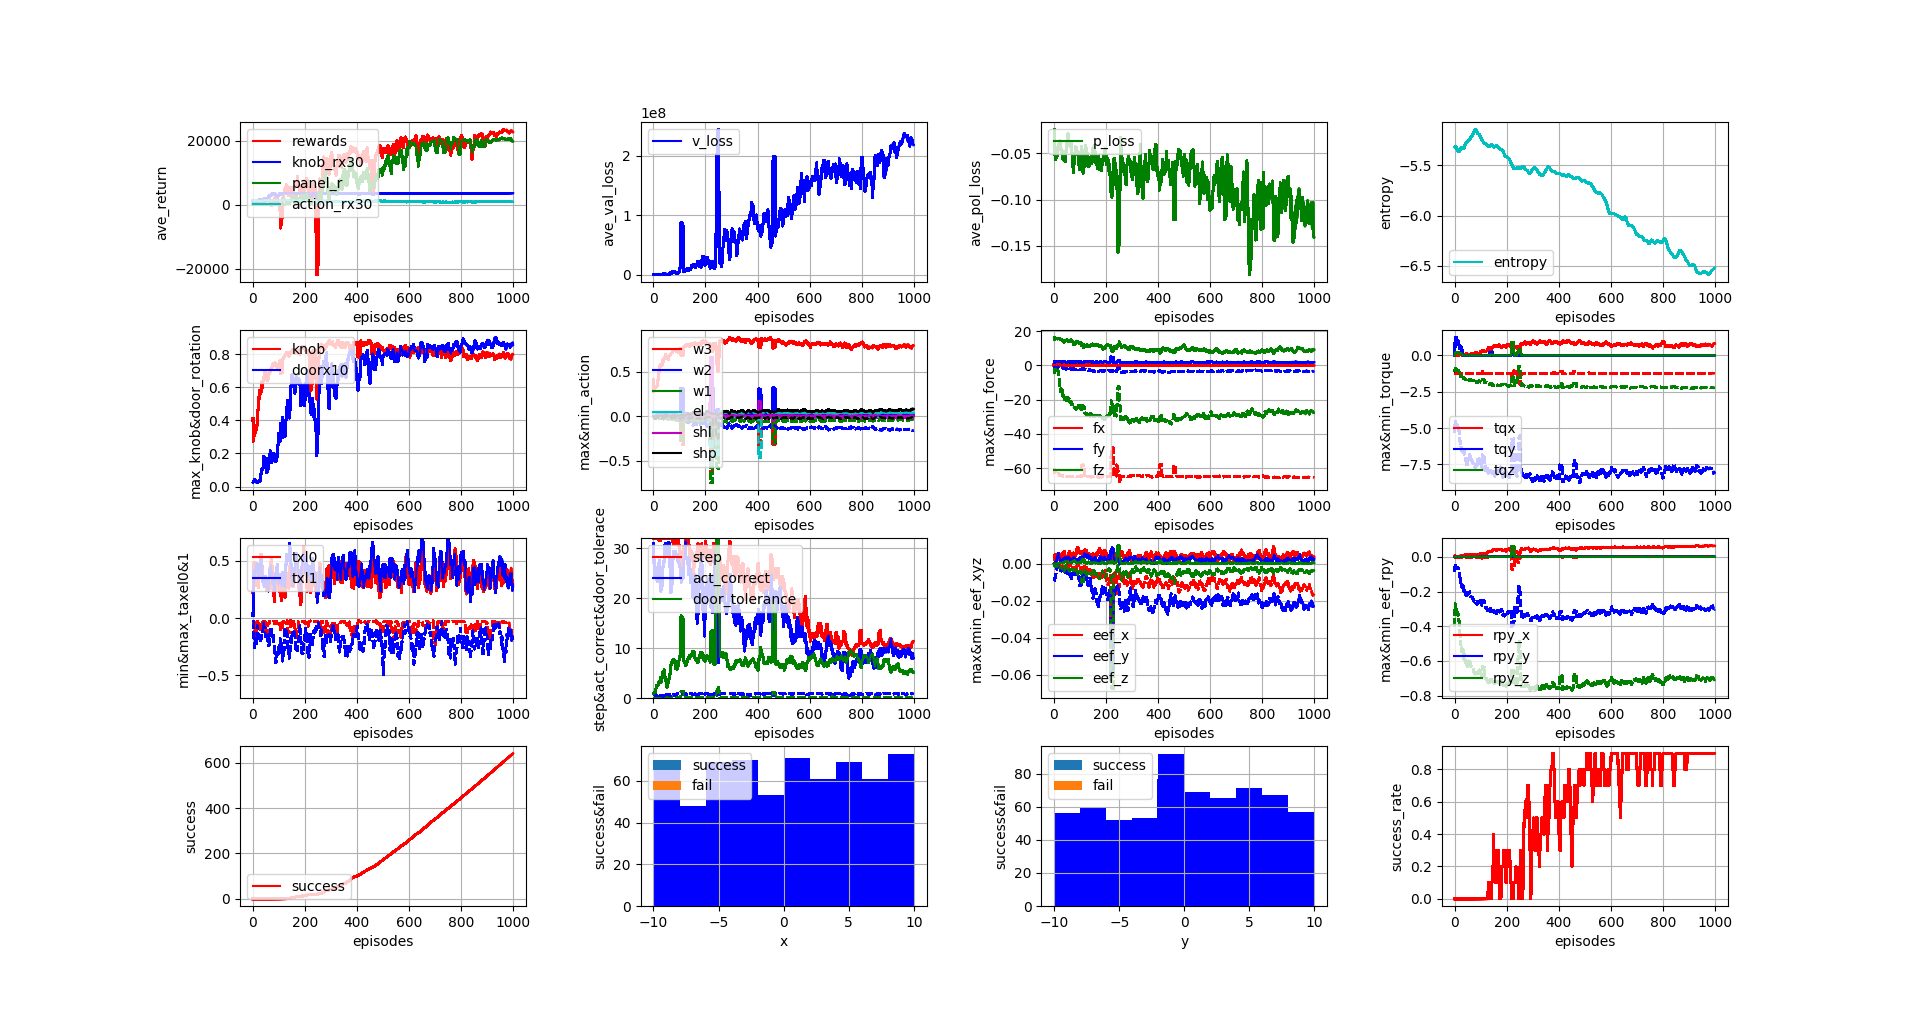 20000
0
−20000
ave_return
rewards
knob_rx30
panel_r
action_rx30
0 200 400 600 800 1000
episodes
1e8
2
1
0
ave_val_loss
v_loss
0 200 400 600 800 1000
episodes
−0.05
−0.10
−0.15
ave_pol_loss
p_loss
0 200 400 600 800 1000
episodes
−5.5
−6.0
−6.5
entropy
entropy
0 200 400 600 800 1000
episodes
0.8
0.6
0.4
0.2
0.0
max_knob&door_rotation
knob
doorx10
0 200 400 600 800 1000
episodes
0.5
0.0
−0.5
max&min_action
w3
w2
w1
el
shl
shp
0 200 400 600 800 1000
episodes
20
0
−20
−40
−60
max&min_force
fx
fy
fz
0 200 400 600 800 1000
episodes
0.0
−2.5
−5.0
−7.5
max&min_torque
tqx
tqy
tqz
0 200 400 600 800 1000
episodes
0.5
0.0
−0.5
min&max_taxel0&1
txl0
txl1
0 200 400 600 800 1000
episodes
30
20
10
0
step&act_correct&door_tolerace
step
act_correct
door_tolerance
0 200 400 600 800 1000
episodes
0.00
−0.02
−0.04
−0.06
max&min_eef_xyz
eef_x
eef_y
eef_z
0 200 400 600 800 1000
episodes
0.0
−0.2
−0.4
−0.6
−0.8
max&min_eef_rpy
rpy_x
rpy_y
rpy_z
0 200 400 600 800 1000
episodes
600
400
200
0
success
success
0 200 400 600 800 1000
episodes
60
40
20
0
success&fail
success
fail
−10 −5 0 5 10
x
80
60
40
20
0
success&fail
success
fail
−10 −5 0 5 10
y
0.8
0.6
0.4
0.2
0.0
success_rate
0 200 400 600 800 1000
episodes